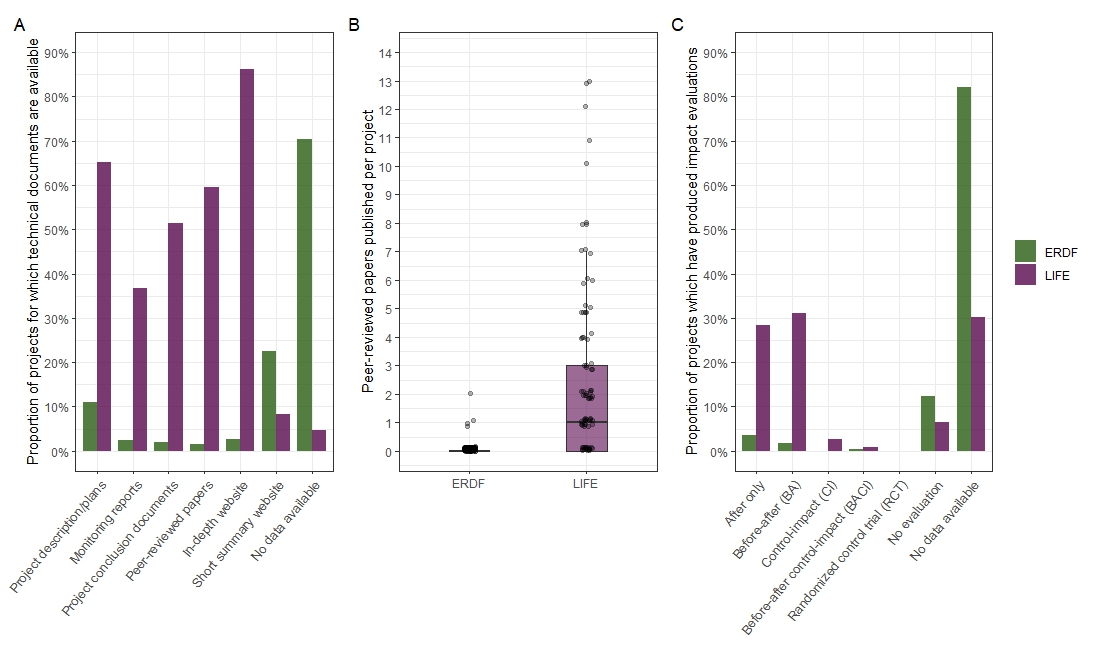 A
Proportion of projects for which technical documents are available
90%
80%
70%
60%
50%
40%
30%
20%
10%
0%
Project description/plans
Monitoring reports
Project conclusion documents
Peer-reviewed papers
In-depth website
Short summary website
No data available
B
Peer-reviewed papers published per project
14
13
12
11
10
9
8
7
6
5
4
3
2
1
0
ERDF
LIFE
C
Proportion of projects which have produced impact evaluations
90%
80%
70%
60%
50%
40%
30%
20%
10%
0%
After only
Before-after (BA)
Control-impact (CI)
Before-after control-impact (BACI)
Randomized control trial (RCT)
No evaluation
No data available
ERDF
LIFE